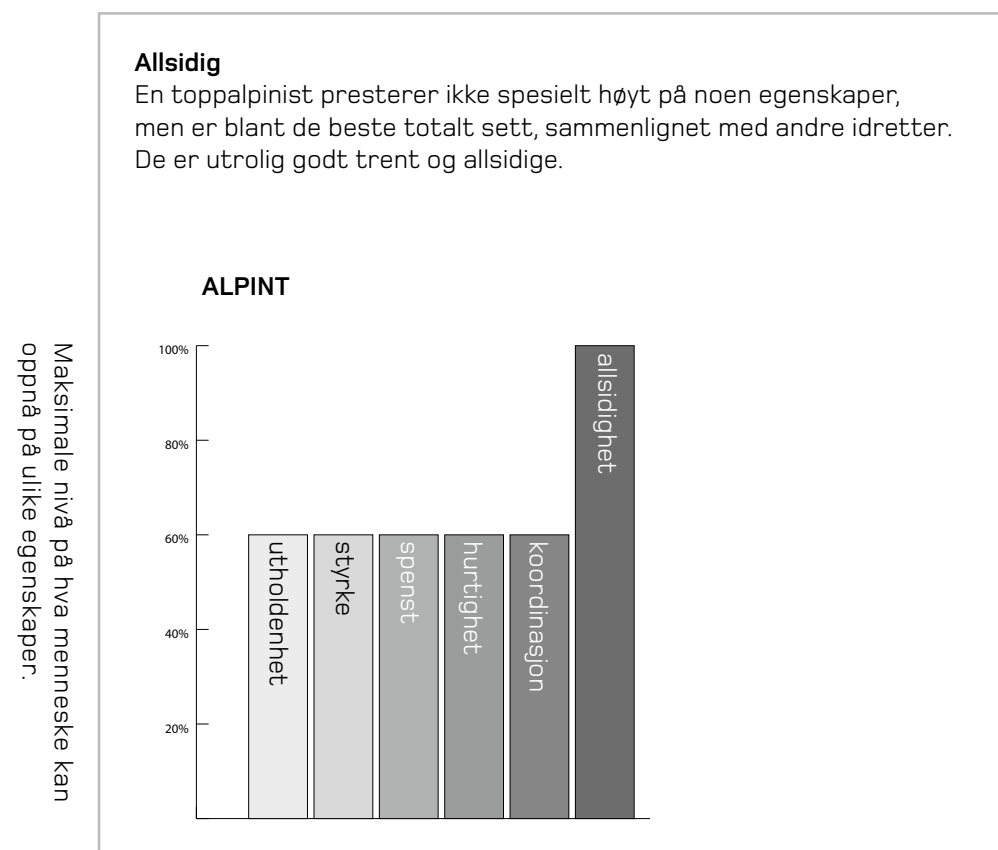 Allsidig
En toppalpinist presterer ikke spesielt høyt på noen egenskaper,
men er blant de beste totalt sett, sammenlignet med andre idretter.
De er utrolig godt trent og allsidige.
ALPINT
Maksimale nivå på hva menneske kan
oppnå på ulike egenskaper.
100%
80%
60%
40%
20%
utholdenhet
styrke
spenst
hurtighet
koordinasjon
allsidighet